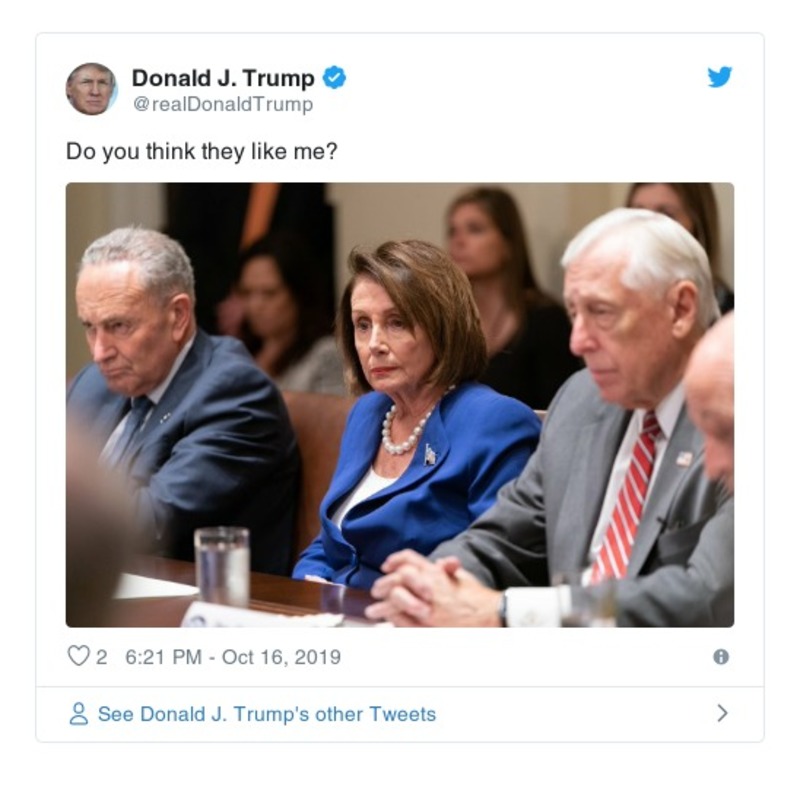 Donald J. Trump
@realDonaldTrump
Do you think they like me?
2 6:21 PM - Oct 16, 2019
See Donald J. Trump's other Tweets